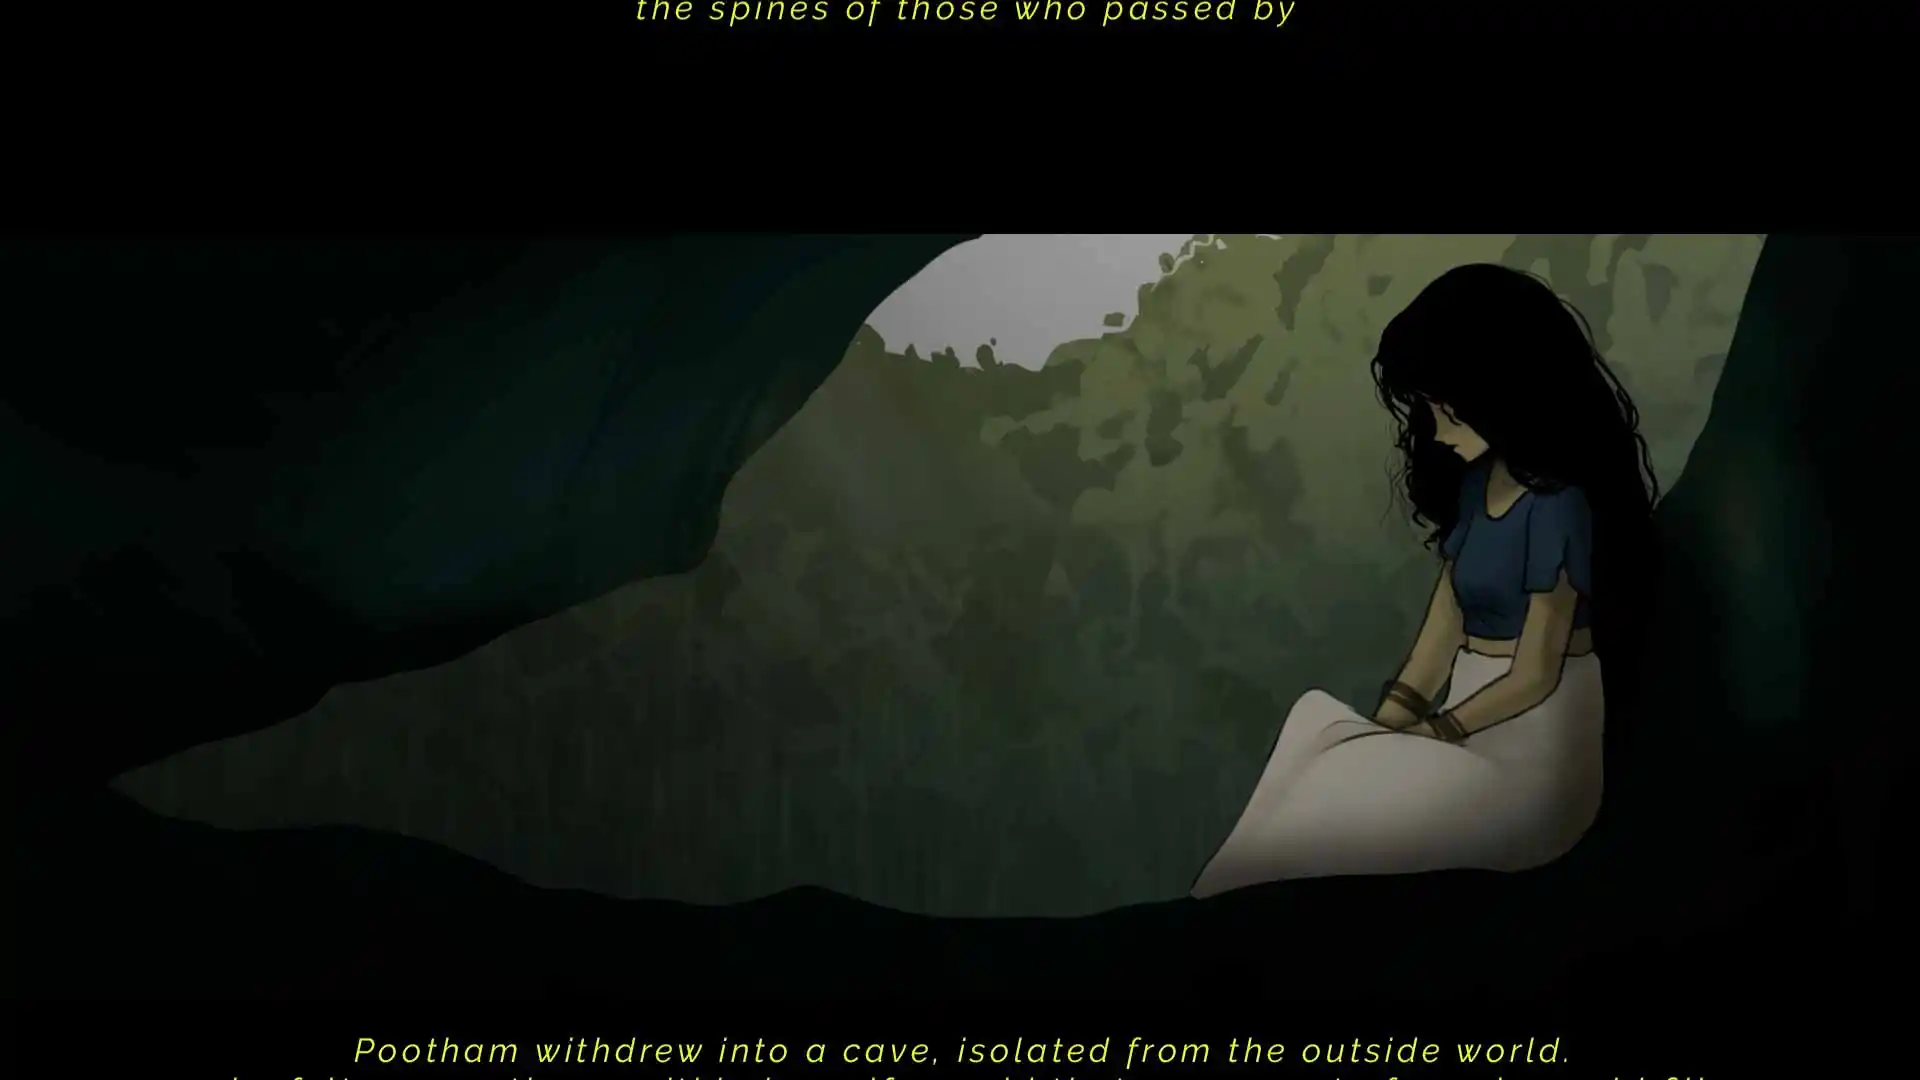 the spines of those who passed by
Pootham withdrew into a cave, isolated from the outside world.